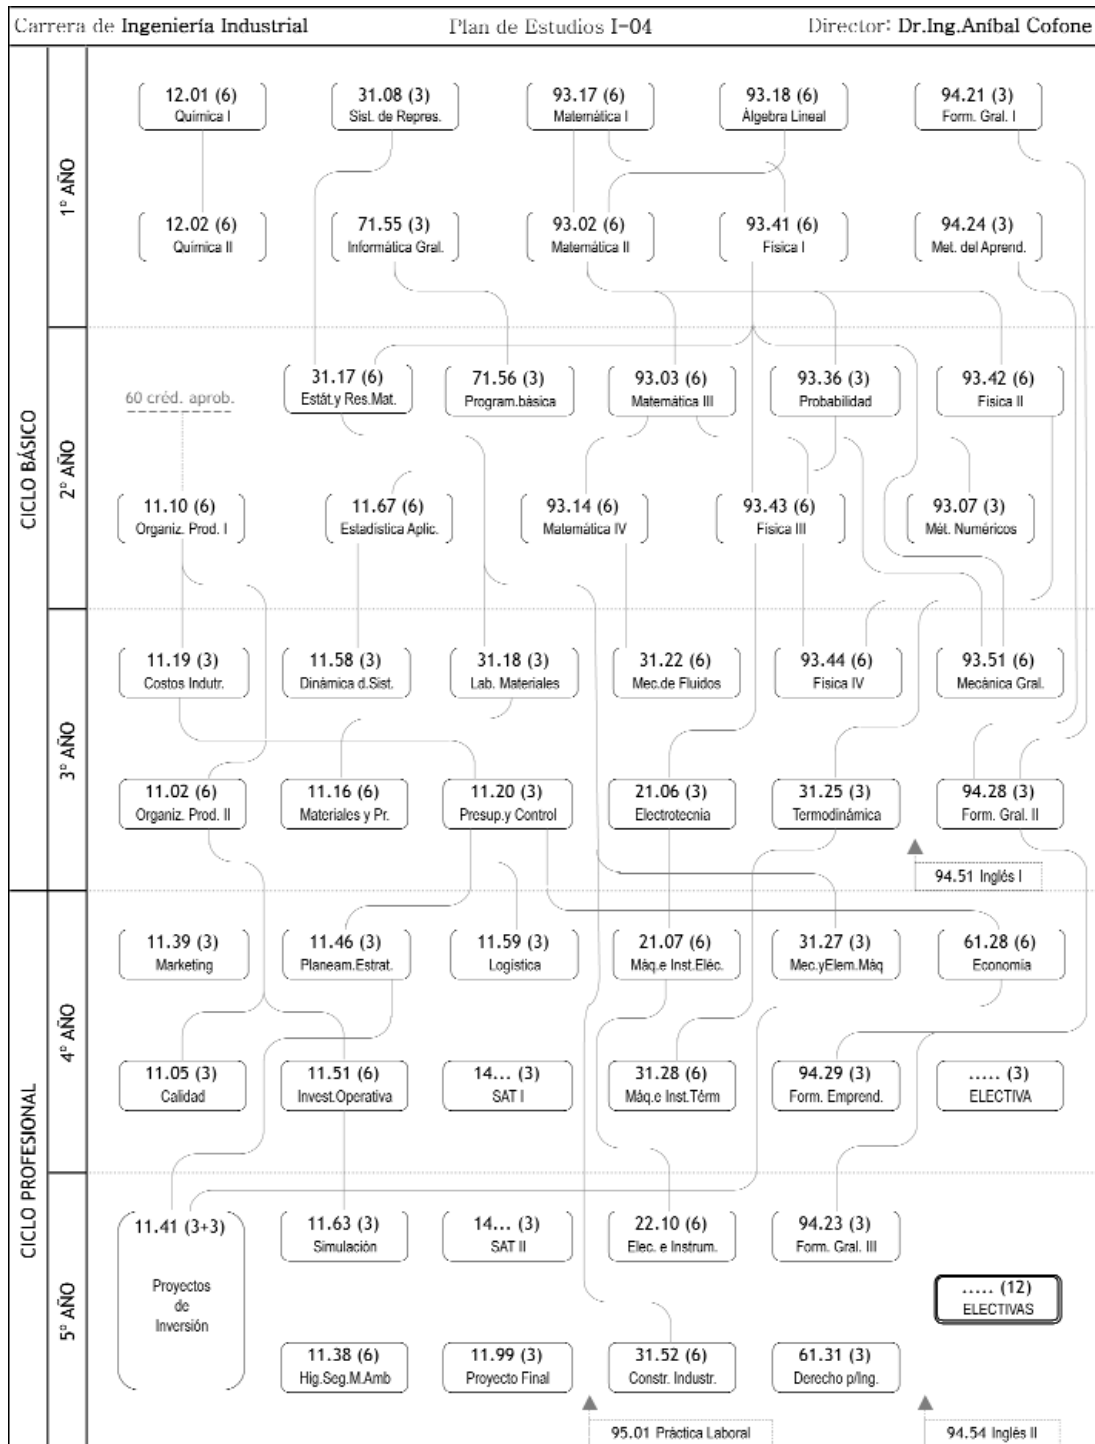 Carrera de Ingeniería Industrial Plan de Estudios I-04 Director: Dr.Ing.Aníbal Cofone
CICLO BÁSICO
1º AÑO
12.01 (6) 31.08 (3) 93.17 (6) 93.18 (6) 94.21 (3)
Química I Sist. de Repres. Matemática I Álgebra Lineal Form. Gral. I
12.02 (6) 71.55 (3) 93.02 (6) 93.41 (6) 94.24 (3)
Química II Informática Gral. Matemática II Física I Met. del Aprend.
2º AÑO
31.17 (6) 71.56 (3) 93.03 (6) 93.36 (3) 93.42 (6)
60 créd. aprob. Estát.y Res.Mat. Program.básica Matemática III Probabilidad Física II
11.10 (6) 11.67 (6) 93.14 (6) 93.43 (6) 93.07 (3)
Organiz. Prod. I Estadística Aplic. Matemática IV Física III Mét. Numéricos
3º AÑO
11.19 (3) 11.58 (3) 31.18 (3) 31.22 (6) 93.44 (6) 93.51 (6)
Costos Indutr. Dinámica d.Sist. Lab. Materiales Mec.de Fluidos Física IV Mecánica Gral.
11.02 (6) 11.16 (6) 11.20 (3) 21.06 (3) 31.25 (3) 94.28 (3)
Organiz. Prod. II Materiales y Pr. Presup.y Control Electrotecnia Termodinámica Form. Gral. II
94.51 Inglés I
CICLO PROFESIONAL
4º AÑO
11.39 (3) 11.46 (3) 11.59 (3) 21.07 (6) 31.27 (3) 61.28 (6)
Marketing Planeam.Estrat. Logística Máq.e Inst.Eléc. Mec.yElem.Máq Economía
11.05 (3) 11.51 (6) 14... (3) 31.28 (6) 94.29 (3) ..... (3)
Calidad Invest.Operativa SAT I Máq.e Inst.Térm Form. Emprend. ELECTIVA
5º AÑO
11.41 (3+3) 11.63 (3) 14... (3) 22.10 (6) 94.23 (3)
Simulación SAT II Elec. e Instrum. Form. Gral. III
Proyectos
de
Inversión
..... (12)
ELECTIVAS
11.38 (6) 11.99 (3) 31.52 (6) 61.31 (3)
Hig.Seg.M.Amb Proyecto Final Constr. Industr. Derecho p/Ing.
95.01 Práctica Laboral 94.54 Inglés II